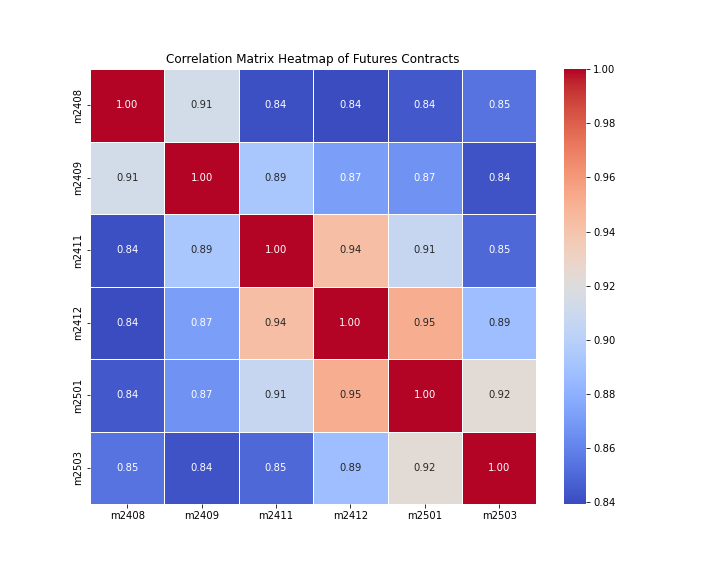 Correlation Matrix Heatmap of Futures Contracts
m2408 1.00 0.91 0.84 0.84 0.84 0.85
m2409 0.91 1.00 0.89 0.87 0.87 0.84
m2411 0.84 0.89 1.00 0.94 0.91 0.85
m2412 0.84 0.87 0.94 1.00 0.95 0.89
m2501 0.84 0.87 0.91 0.95 1.00 0.92
m2503 0.85 0.84 0.85 0.89 0.92 1.00
m2408 m2409 m2411 m2412 m2501 m2503
1.00
0.98
0.96
0.94
0.92
0.90
0.88
0.86
0.84